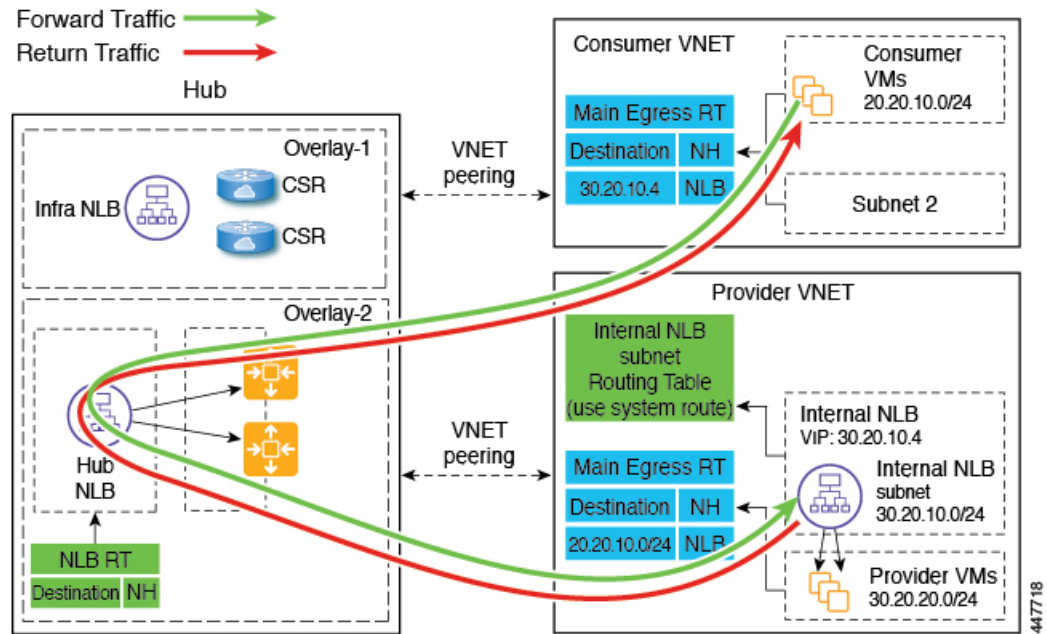 Forward Traffic
Return Traffic
Hub
Overlay-1
Infra NLB
CSR
CSR
Overlay-2
Hub
NLB
NLB RT
Destination NH
VNET
peering
VNET
peering
Consumer VNET
Consumer
VMs
20.20.10.0/24
Main Egress RT
Destination NH
30.20.10.4 NLB
Subnet 2
Provider VNET
Internal NLB
subnet
Routing Table
(use system route)
Internal NLB
VIP: 30.20.10.4
Internal NLB
subnet
30.20.10.0/24
Main Egress RT
Destination NH
20.20.10.0/24 NLB
Provider VMs
30.20.20.0/24
447718